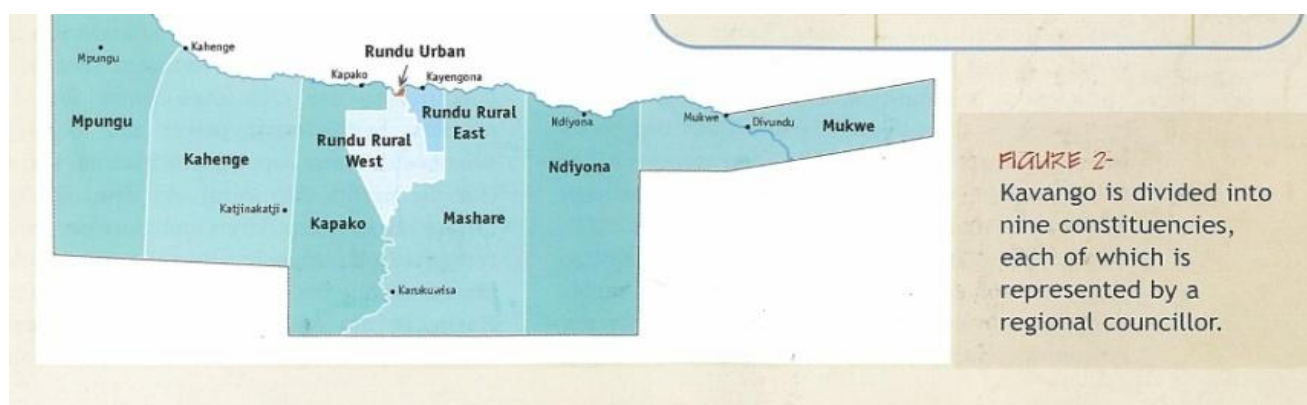 Kahenge
Mpungu
Rundu Urban
Kapako
Kayengona
Mpungu
Rundu Rural
East
Ndiyona
Mukwe
Divundu
Mukwe
Rundu Rural
West
Kahenge
Ndiyona
Katjinakatji
Kapako
Mashare
Karukuwisa
FIGURE 2-
Kavango is divided into
nine constituencies,
each of which is
represented by a
regional councillor.